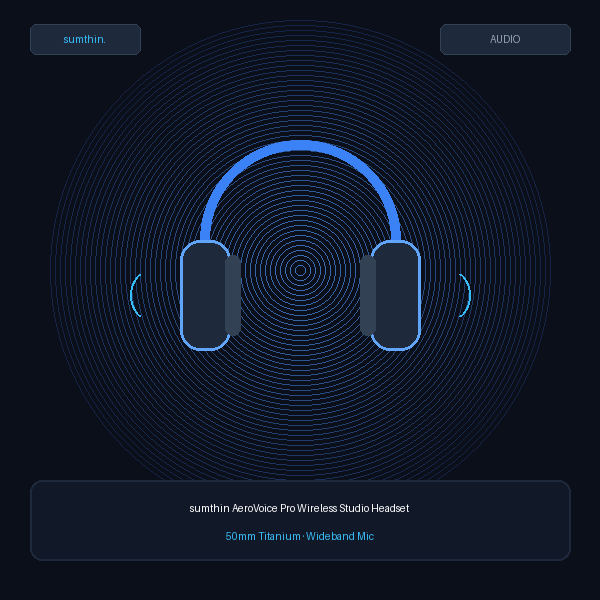 sumthin.
AUDIO
sumthin AeroVoice Pro Wireless Studio Headset
50mm Titanium · Wideband Mic